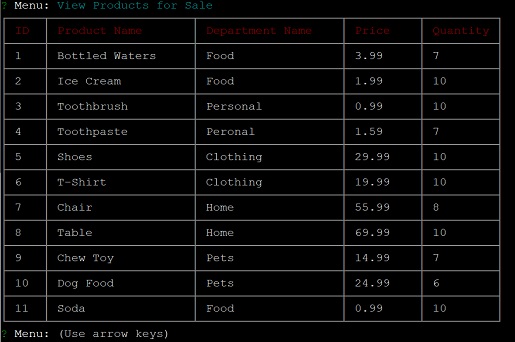 ? Menu: View Products for Sale
ID Product Name Department Name Price Quantity
1 Bottled Waters Food 3.99 7
2 Ice Cream Food 1.99 10
3 Toothbrush Personal 0.99 10
4 Toothpaste Peronal 1.59 7
5 Shoes Clothing 29.99 10
6 T-Shirt Clothing 19.99 10
7 Chair Home 55.99 8
8 Table Home 69.99 10
9 Chew Toy Pets 14.99 7
10 Dog Food Pets 24.99 6
11 Soda Food 0.99 10
? Menu: (Use arrow keys)